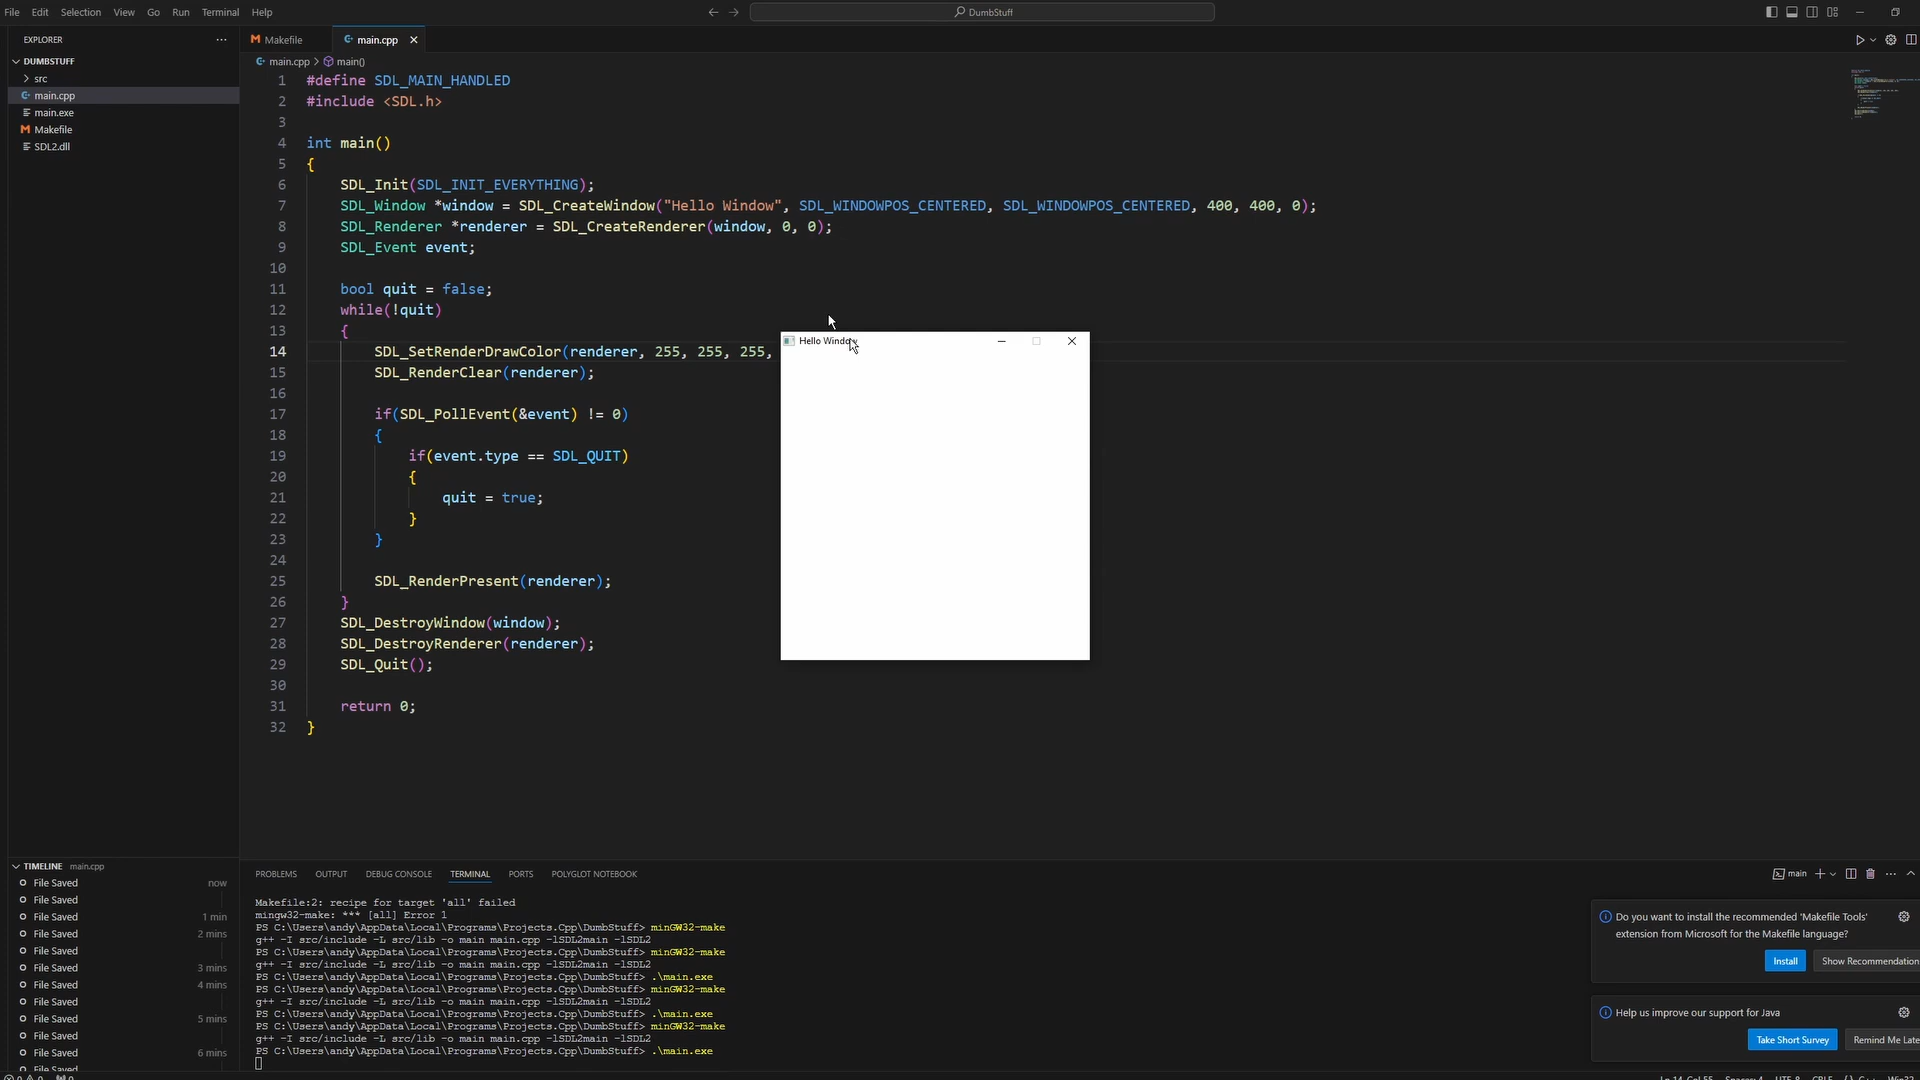 File Edit Selection View Go Run Terminal Help
DumbStuff
EXPLORER
DUMBSTUFF
src
main.cpp
main.exe
Makefile
SDL2.dll
Makefile
main.cpp
main.cpp > main()
1 #define SDL_MAIN_HANDLED
2 #include <SDL.h>
3
4 int main()
5 {
6 SDL_Init(SDL_INIT_EVERYTHING);
7 SDL_Window *window = SDL_CreateWindow("Hello Window", SDL_WINDOWPOS_CENTERED, SDL_WINDOWPOS_CENTERED, 400, 400, 0);
8 SDL_Renderer *renderer = SDL_CreateRenderer(window, 0, 0);
9 SDL_Event event;
10
11 bool quit = false;
12 while(!quit)
13 {
14 SDL_SetRenderDrawColor(renderer, 255, 255, 255,
15 SDL_RenderClear(renderer);
16
17 if(SDL_PollEvent(&event) != 0)
18 {
19 if(event.type == SDL_QUIT)
20 {
21 quit = true;
22 }
23 }
24
25 SDL_RenderPresent(renderer);
26 }
27 SDL_DestroyWindow(window);
28 SDL_DestroyRenderer(renderer);
29 SDL_Quit();
30
31 return 0;
32 }
Hello Window
TIMELINE main.cpp
File Saved now
File Saved
File Saved 1 min
File Saved 2 mins
File Saved
File Saved 3 mins
File Saved 4 mins
File Saved
File Saved 5 mins
File Saved
File Saved 6 mins
File Saved
PROBLEMS OUTPUT DEBUG CONSOLE TERMINAL PORTS POLYGLOT NOTEBOOK
main
Makefile:2: recipe for target 'all' failed
mingw32-make: *** [all] Error 1
PS C:\Users\andy\AppData\Local\Programs\Projects.Cpp\DumbStuff> minGW32-make
g++ -I src/include -L src/lib -o main main.cpp -lSDL2main -lSDL2
PS C:\Users\andy\AppData\Local\Programs\Projects.Cpp\DumbStuff> minGW32-make
g++ -I src/include -L src/lib -o main main.cpp -lSDL2main -lSDL2
PS C:\Users\andy\AppData\Local\Programs\Projects.Cpp\DumbStuff> .\main.exe
PS C:\Users\andy\AppData\Local\Programs\Projects.Cpp\DumbStuff> minGW32-make
g++ -I src/include -L src/lib -o main main.cpp -lSDL2main -lSDL2
PS C:\Users\andy\AppData\Local\Programs\Projects.Cpp\DumbStuff> .\main.exe
PS C:\Users\andy\AppData\Local\Programs\Projects.Cpp\DumbStuff> minGW32-make
g++ -I src/include -L src/lib -o main main.cpp -lSDL2main -lSDL2
PS C:\Users\andy\AppData\Local\Programs\Projects.Cpp\DumbStuff> .\main.exe
Do you want to install the recommended 'Makefile Tools'
extension from Microsoft for the Makefile language?
Install Show Recommendation
Help us improve our support for Java
Take Short Survey Remind Me Late